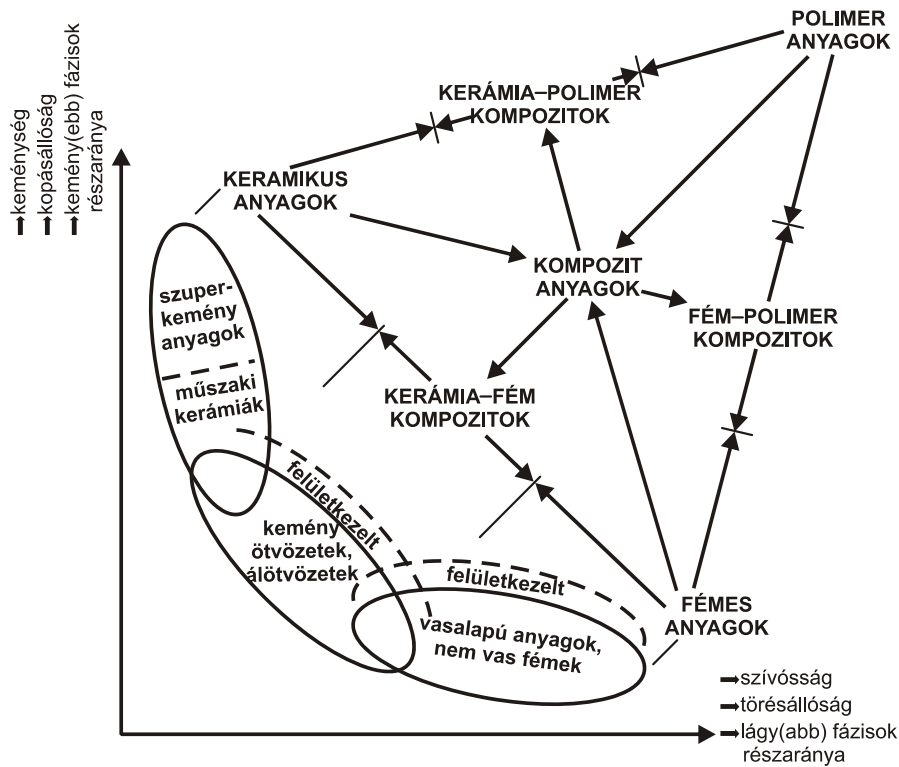 POLIMER
ANYAGOK
KERÁMIA–POLIMER
KOMPOZITOK
➞keménység
➞kopásállóság
➞kemény(ebb) fázisok
részaránya
KERAMIKUS
ANYAGOK
KOMPOZIT
ANYAGOK
FÉM–POLIMER
KOMPOZITOK
szuper-
kemény
anyagok
műszaki
kerámiák
KERÁMIA–FÉM
KOMPOZITOK
felületkezelt
kemény
ötvözetek,
álötvözetek
felületkezelt
vasalapú anyagok,
nem vas fémek
FÉMES
ANYAGOK
➞szívósság
➞törésállóság
➞lágy(abb) fázisok
részaránya